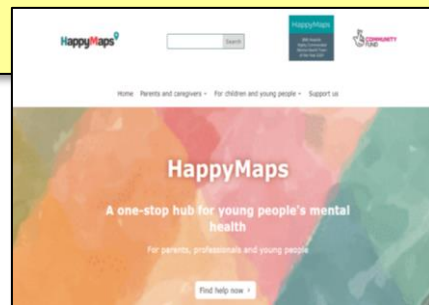 HappyMaps
Search
HappyMaps
COMMUNITY
FUND
Home Parents and caregivers For children and young people Support us
HappyMaps
A one-stop hub for young people's mental
health
For parents, professionals and young people
Find help now